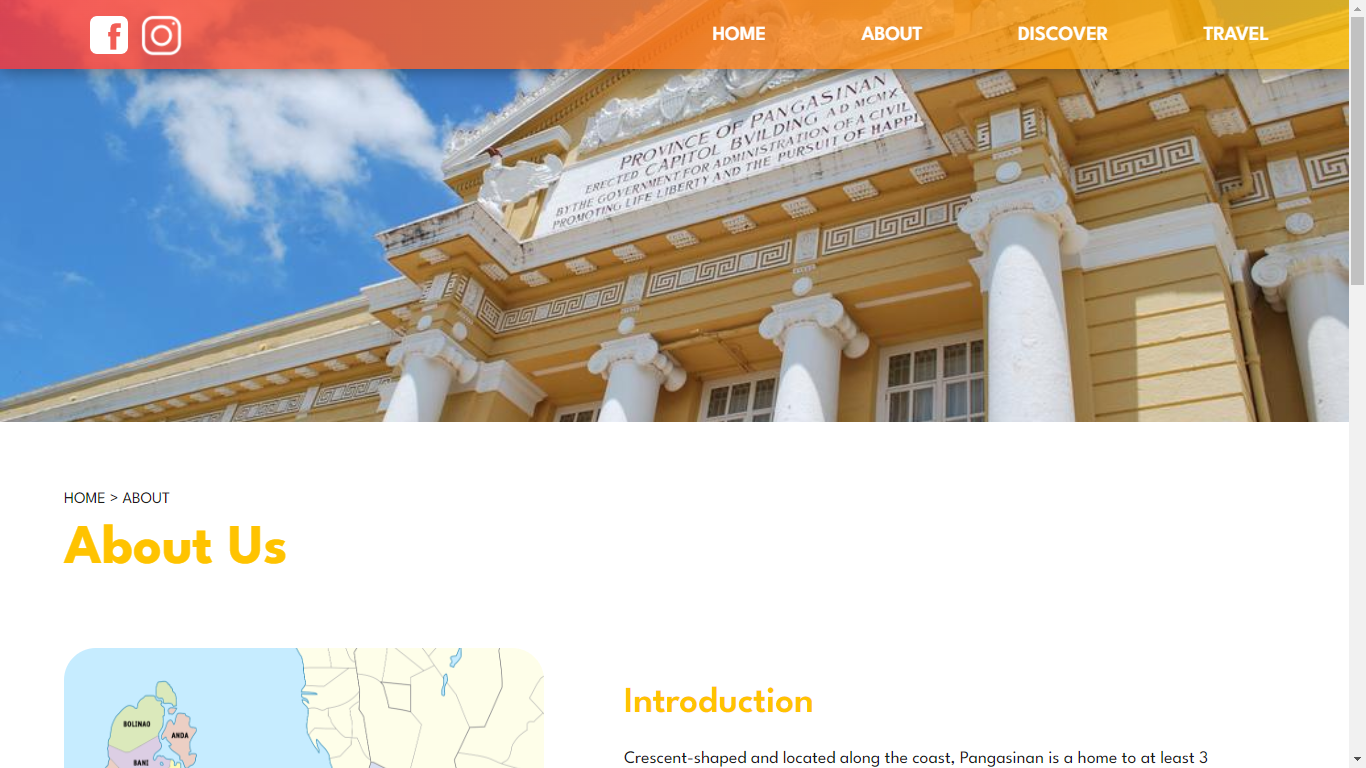 HOME
ABOUT
DISCOVER
TRAVEL
PROVINCE OF PANGASINAN
ERECTED CAPITOL BVILDING A D MCMX
BYTHE GOVERNMENT FOR ADMINISTRATION OF A CIVIL
PROMOTING LIFE LIBERTY AND THE PURSUIT OF HAPPI
HOME > ABOUT
About Us
BOLINAO
ANDA
BANI
Introduction
Crescent-shaped and located along the coast, Pangasinan is a home to at least 3